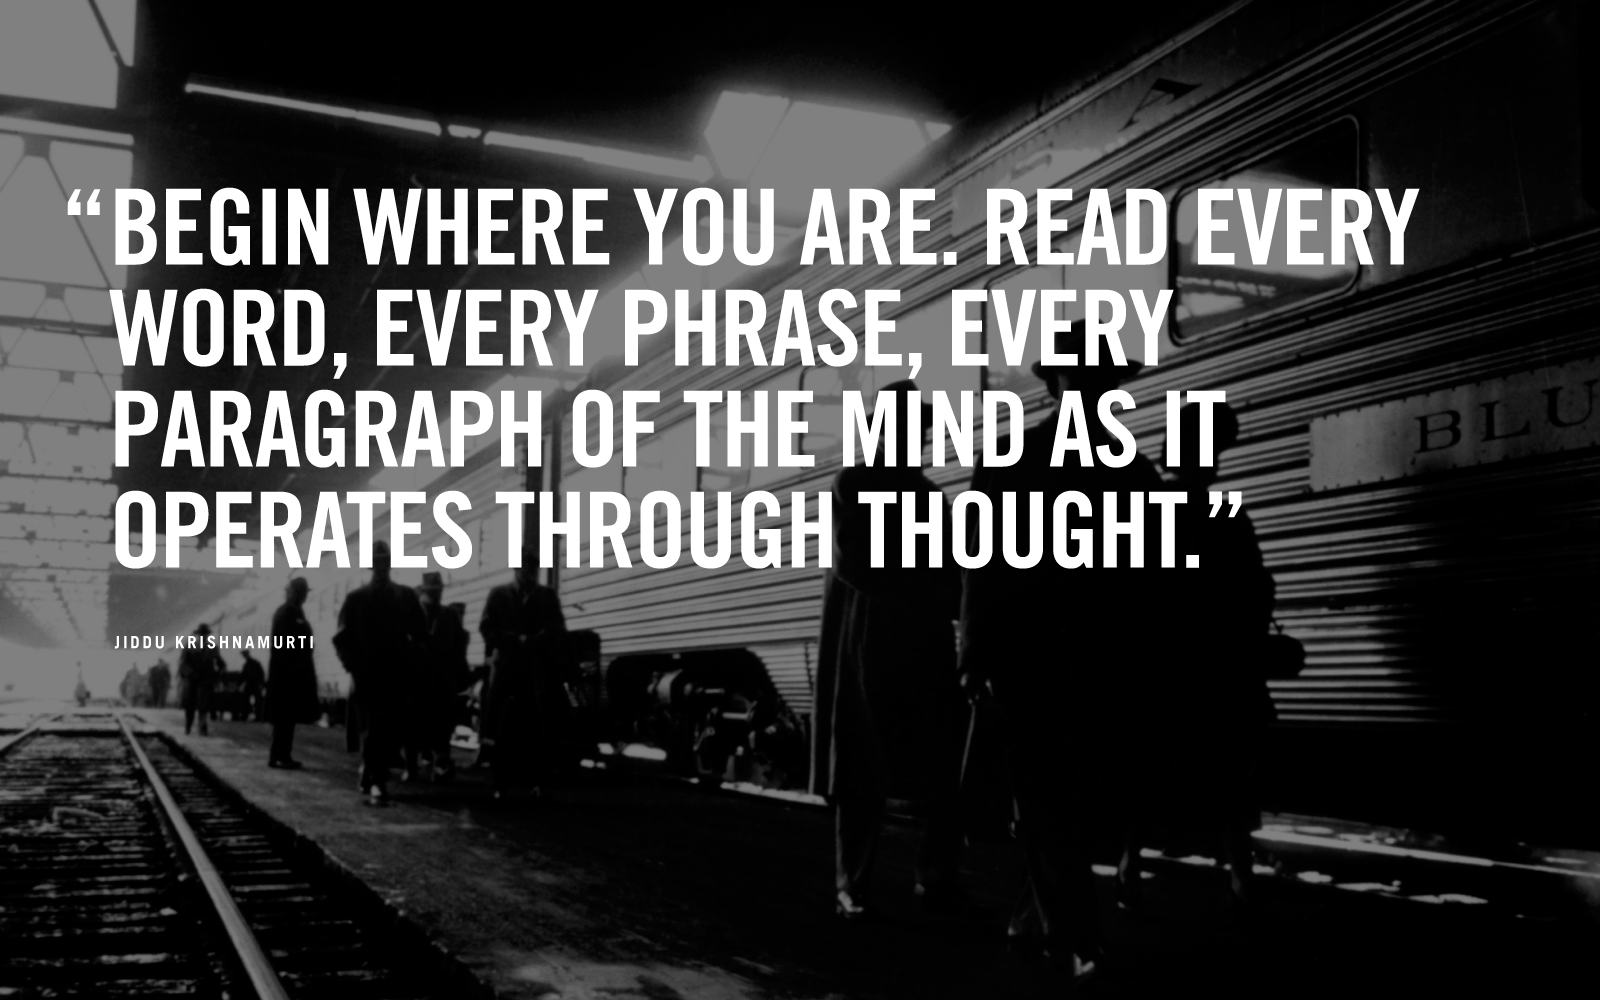 “BEGIN WHERE YOU ARE. READ EVERY
WORD, EVERY PHRASE, EVERY
PARAGRAPH OF THE MIND AS IT
OPERATES THROUGH THOUGHT.”
JIDDU KRISHNAMURTI
A
BLU